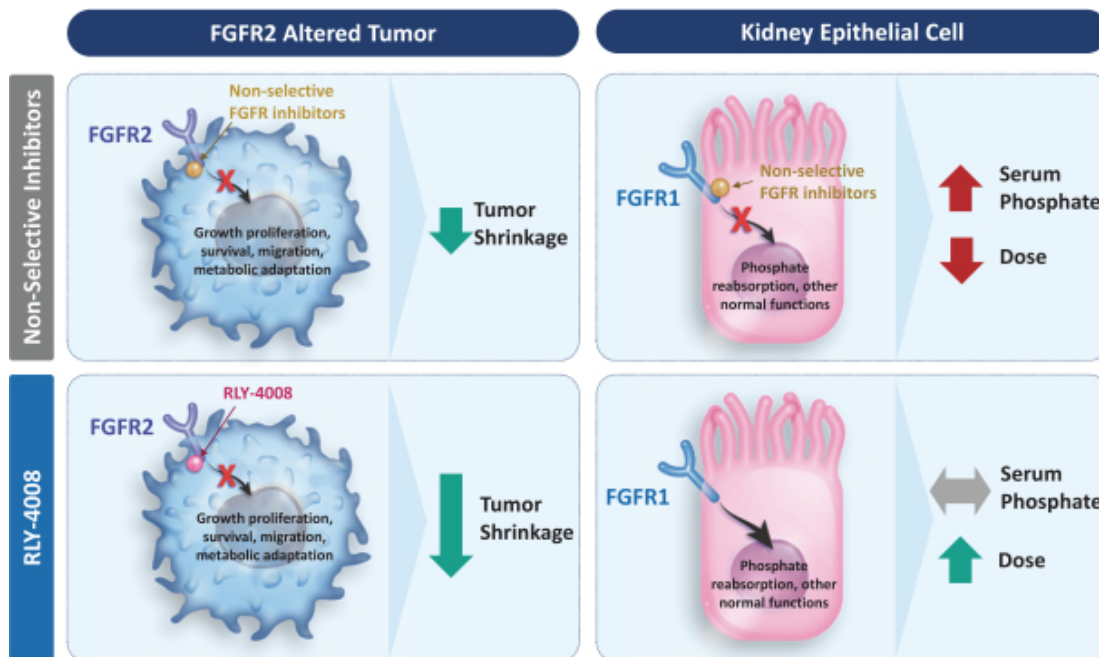 FGFR2 Altered Tumor
Kidney Epithelial Cell
Non-Selective Inhibitors
Non-selective
FGFR inhibitors
FGFR2
Growth proliferation,
survival, migration,
metabolic adaptation
Tumor
Shrinkage
FGFR1
Non-selective
FGFR inhibitors
Phosphate
reabsorption, other
normal functions
Serum
Phosphate
Dose
RLY-4008
RLY-4008
FGFR2
Growth proliferation,
survival, migration,
metabolic adaptation
Tumor
Shrinkage
FGFR1
Phosphate
reabsorption, other
normal functions
Serum
Phosphate
Dose